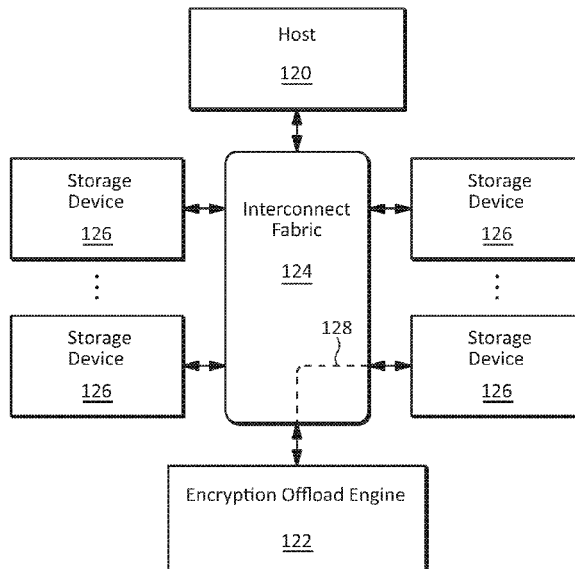 Host
120
Storage
Device
126
Interconnect
Fabric
124
Storage
Device
126
Storage
Device
126
128
Storage
Device
126
Encryption Offload Engine
122